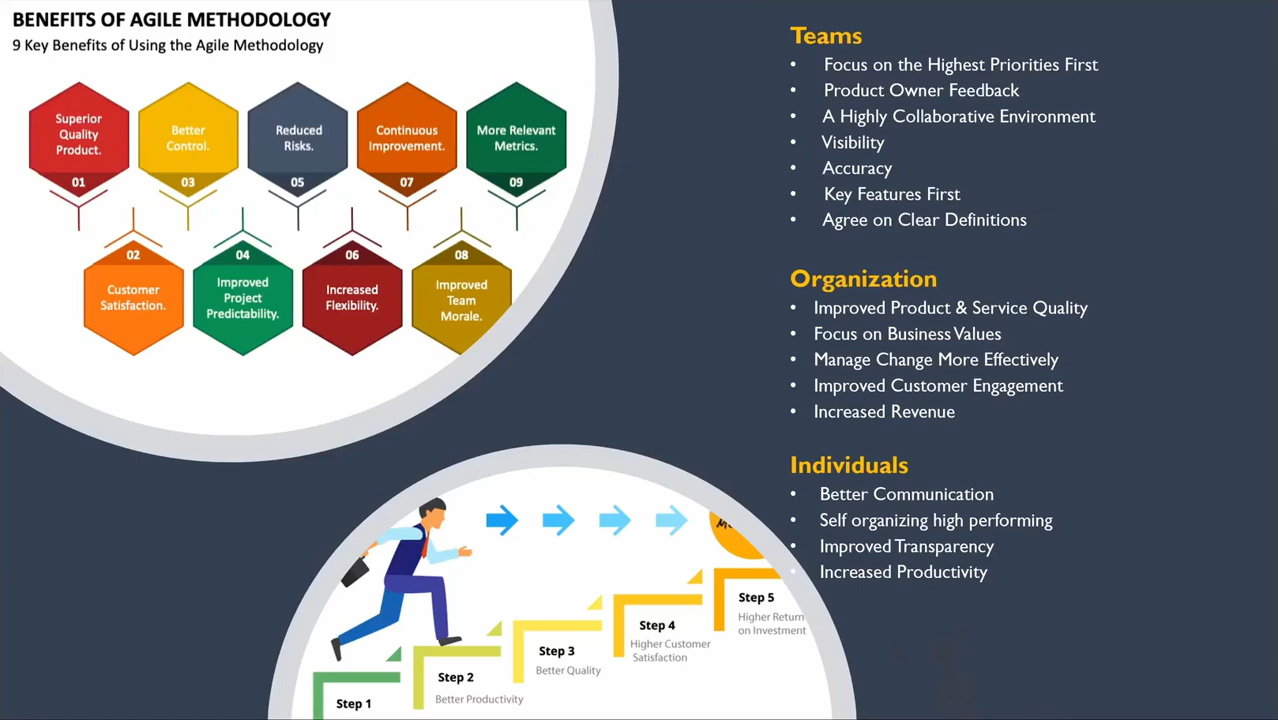 BENEFITS OF AGILE METHODOLOGY
9 Key Benefits of Using the Agile Methodology
Superior
Quality
Product.
01
Better
Control.
03
Reduced
Risks.
05
Continuous
Improvement.
07
More Relevant
Metrics.
09
02
Customer
Satisfaction.
04
Improved
Project
Predictability.
06
Increased
Flexibility.
08
Improved
Team
Morale.
Step 1
Step 2
Better Productivity
Step 3
Better Quality
Step 4
Higher Customer
Satisfaction
Step 5
Higher Return
on Investment
Teams
• Focus on the Highest Priorities First
• Product Owner Feedback
• A Highly Collaborative Environment
• Visibility
• Accuracy
• Key Features First
• Agree on Clear Definitions
Organization
• Improved Product & Service Quality
• Focus on Business Values
• Manage Change More Effectively
• Improved Customer Engagement
• Increased Revenue
Individuals
• Better Communication
• Self organizing high performing
• Improved Transparency
• Increased Productivity